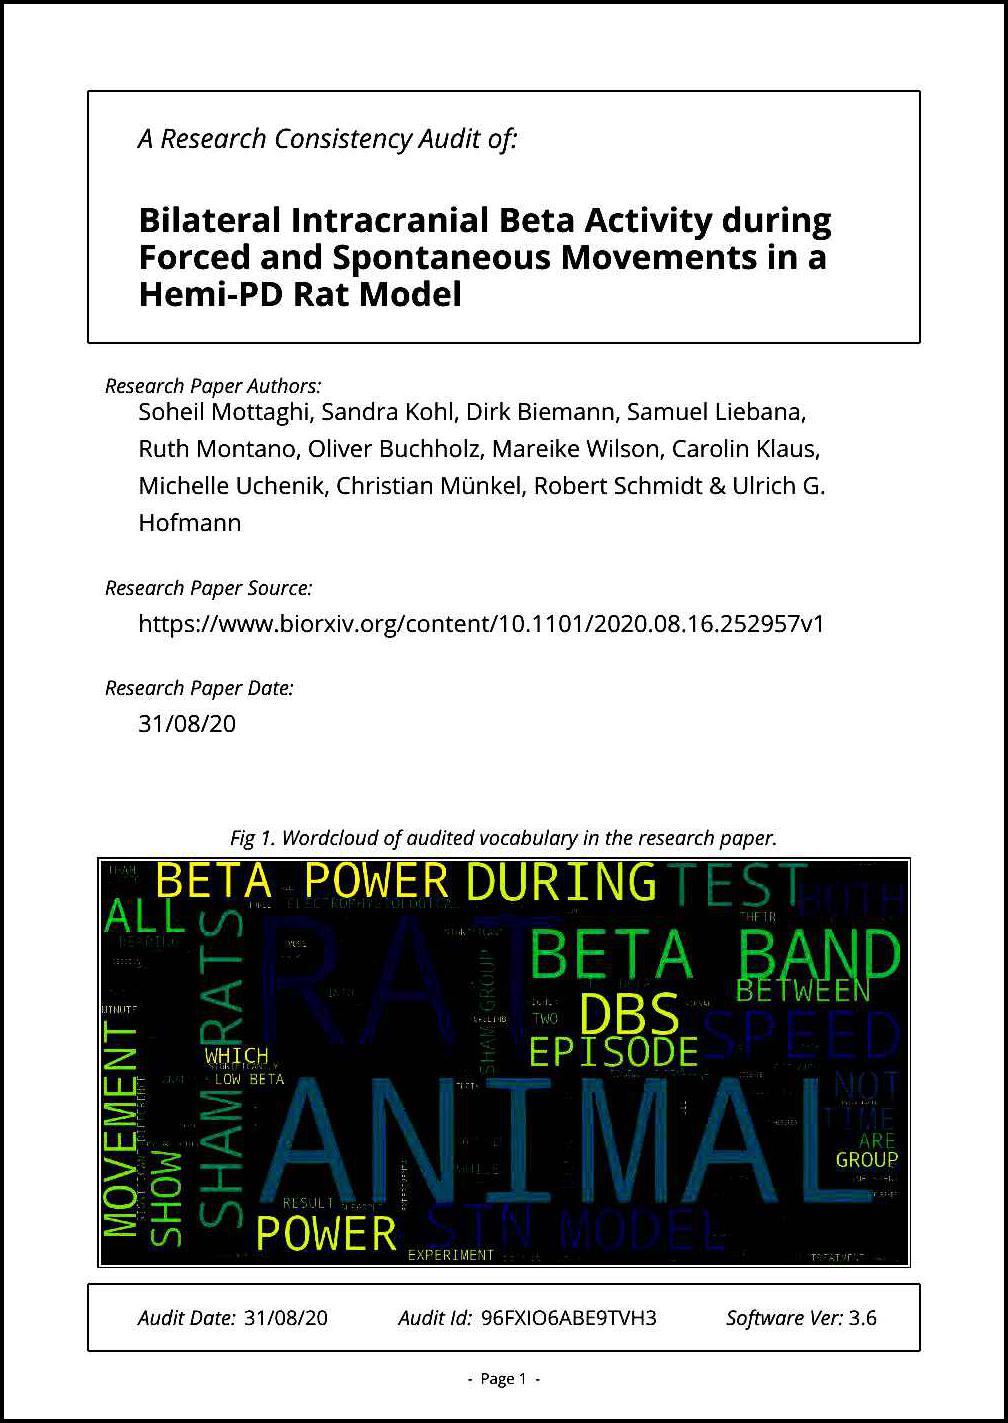 A Research Consistency Audit of:
Bilateral Intracranial Beta Activity during
Forced and Spontaneous Movements in a
Hemi-PD Rat Model
Research Paper Authors:
Soheil Mottaghi, Sandra Kohl, Dirk Biemann, Samuel Liebana,
Ruth Montano, Oliver Buchholz, Mareike Wilson, Carolin Klaus,
Michelle Uchenik, Christian Münkel, Robert Schmidt & Ulrich G.
Hofmann
Research Paper Source:
https://www.biorxiv.org/content/10.1101/2020.08.16.252957v1
Research Paper Date:
31/08/20
Fig 1. Wordcloud of audited vocabulary in the research paper.
BETA POWER
DURING
TEST
BOTH
ALL
RAT
THEIR
BETA BAND
BETWEEN
DBS
TWO
SPEED
EPISODE
SHAM RATS
SHAM GROUP
WHICH
LOW BETA
MOVEMENT
SHOW
ANIMAL
NOT
TIME
ARE
GROUP
RESULT
POWER
STN
MODEL
EXPERIMENT
TREATMENT
Audit Date: 31/08/20 Audit Id: 96FXIO6ABE9TVH3 Software Ver: 3.6
- Page 1 -